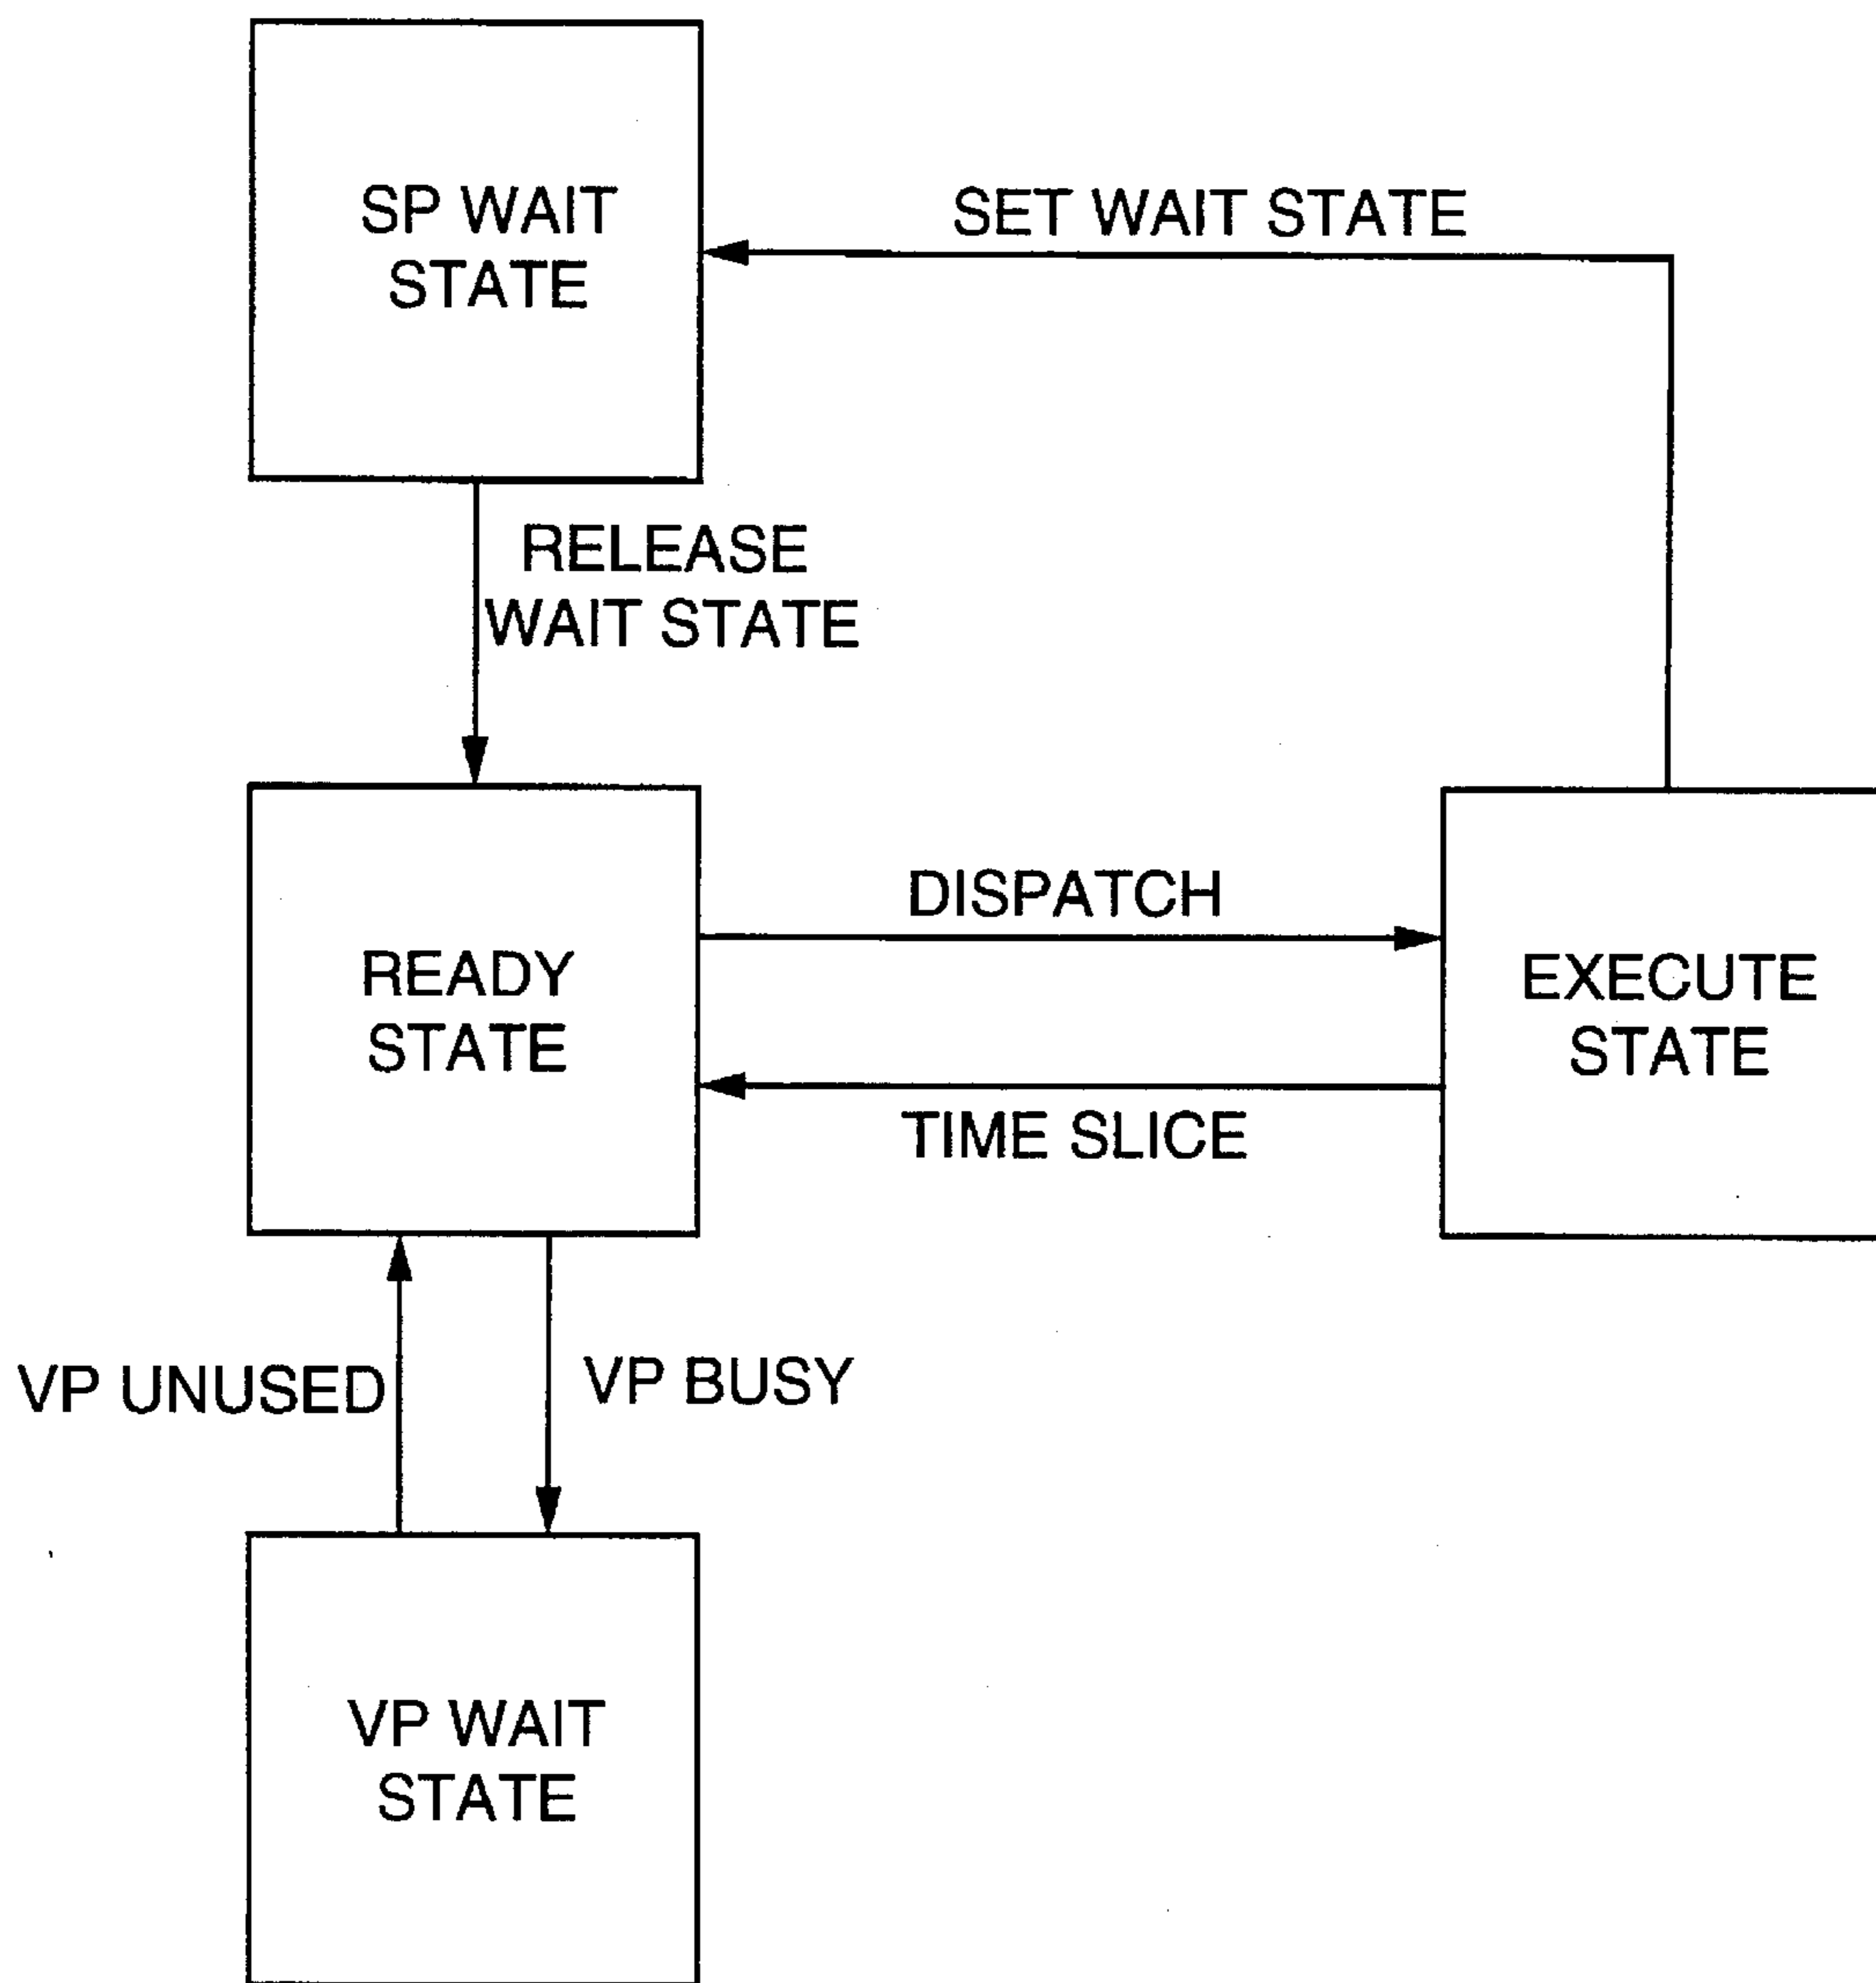 SP WAIT
STATE
SET WAIT STATE
RELEASE
WAIT STATE
DISPATCH
READY
STATE
EXECUTE
STATE
TIME SLICE
VP UNUSED
VP BUSY
VP WAIT
STATE